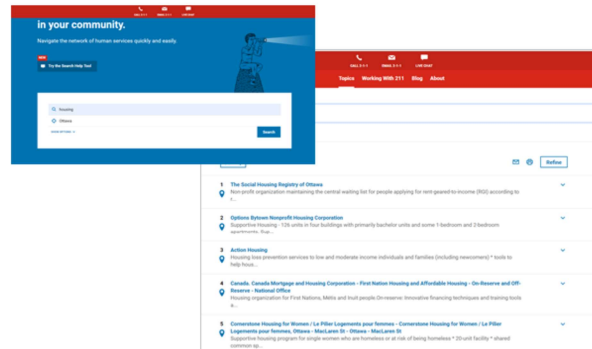 CALL 2-1-1 EMAIL 2-1-1 LIVE CHAT
in your community.
Navigate the network of human services quickly and easily.
NEW
Try the Search Help Tool
housing
Ottawa
MORE OPTIONS
Search
CALL 2-1-1 EMAIL 2-1-1 LIVE CHAT
Topics Working With 211 Blog About
Refine
1 The Social Housing Registry of Ottawa
Non-profit organization maintaining the central waiting list for people applying for rent-geared-to-income (RGI) according to
r...
2 Options Bytown Nonprofit Housing Corporation
Supportive Housing - 126 units in four buildings with primarily bachelor units and some 1-bedroom and 2-bedroom
apartments, five...
3 Action Housing
Housing loss prevention services to low and moderate income individuals and families (including newcomers) * tools to
help hous...
4 Canada. Canada Mortgage and Housing Corporation - First Nation Housing and Affordable Housing - On-Reserve and Off-
Reserve - National Office
Housing organization for First Nations, Métis and Inuit people.On-reserve: Innovative financing techniques and training tools
a...
5 Cornerstone Housing for Women / Le Pilier Logements pour femmes - Cornerstone Housing for Women / Le Pilier
Logements pour femmes, Ottawa - MacLaren St - Ottawa - MacLaren St
Supportive housing program for single women who are homeless or at risk of being homeless * 20-unit facility * shared
common sp...